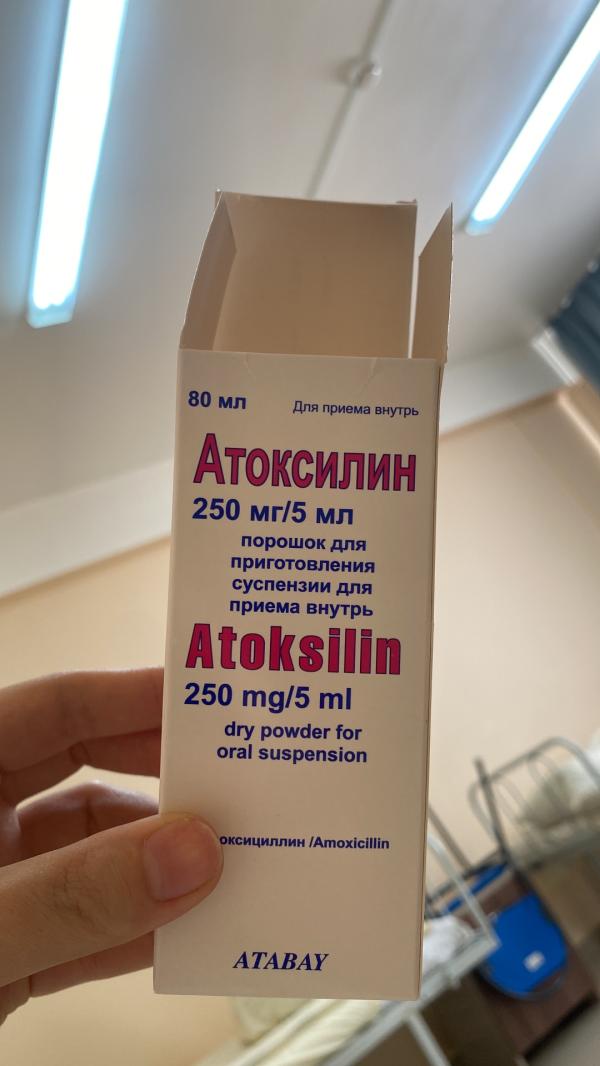 80 мл Для приема внутрь
Атоксилин
250 мг/5 мл
порошок для
приготовления
суспензии для
приема внутрь
Atoksilin
250 mg/5 ml
dry powder for
oral suspension
/Amoxicillin
ATABAY